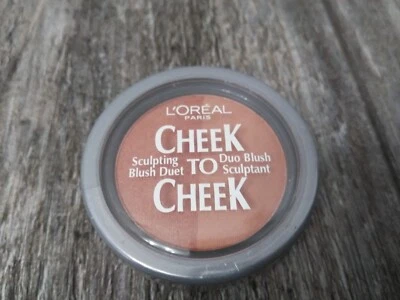 L'ORÉAL
PARIS
CHEEK
Sculpting TO Duo Blush
Blush Duet Sculptant
CHEEK